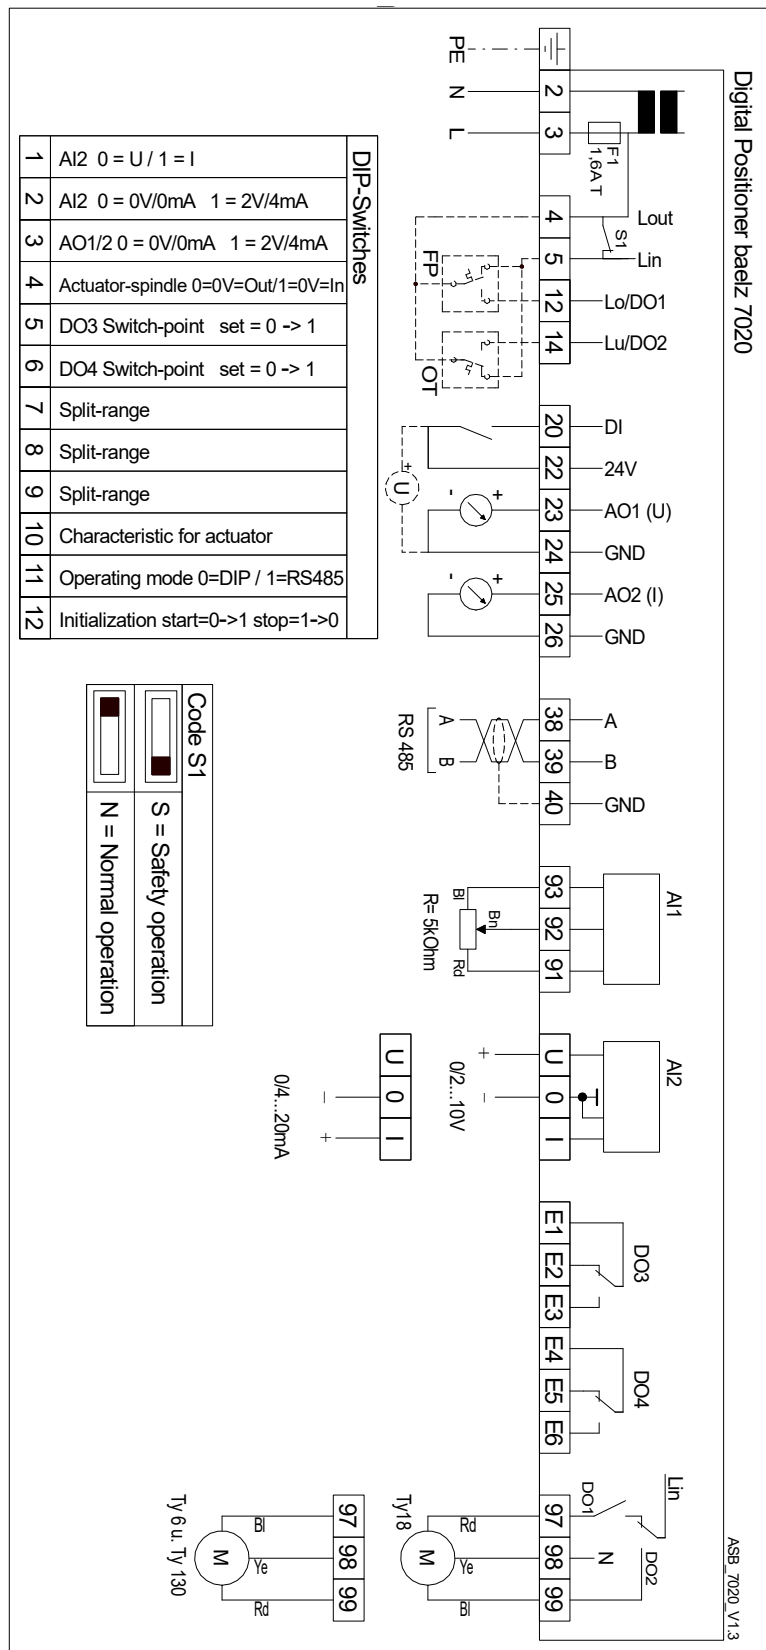 Digital Positioner baelz 7020
ASB_7020_V1.3
PE
N
L
2
3
F1
1,6A T
4
5
12
14
Lout
S1
Lin
Lo/DO1
Lu/DO2
FP
OT
20
22
23
24
25
26
DI
24V
AO1 (U)
GND
AO2 (I)
GND
+
U
-
+
-
+
38
39
40
A
B
GND
A
B
RS 485
AI1
93
92
91
Bl
Bn
Rd
R= 5kOhm
AI2
U
0
I
+
–
0/2...10V
U
0
I
–
+
0/4...20mA
DO3
E1
E2
E3
DO4
E4
E5
E6
Lin
DO1
N
DO2
97
98
99
Rd
Ye
Bl
M
Ty18
97
98
99
Bl
Ye
Rd
M
Ty 6 u. Ty 130
DIP-Switches
1 AI2 0 = U / 1 = I
2 AI2 0 = 0V/0mA 1 = 2V/4mA
3 AO1/2 0 = 0V/0mA 1 = 2V/4mA
4 Actuator-spindle 0=0V=Out/1=0V=In
5 DO3 Switch-point set = 0 -> 1
6 DO4 Switch-point set = 0 -> 1
7 Split-range
8 Split-range
9 Split-range
10 Characteristic for actuator
11 Operating mode 0=DIP / 1=RS485
12 Initialization start=0->1 stop=1->0
Code S1
S = Safety operation
N = Normal operation